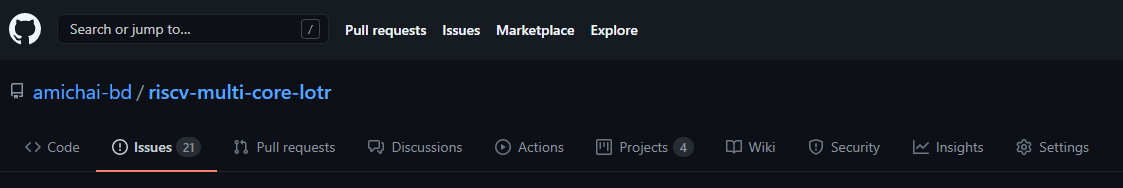 Search or jump to... / Pull requests Issues Marketplace Explore
amichai-bd / riscv-multi-core-lotr
Code Issues 21 Pull requests Discussions Actions Projects 4 Wiki Security Insights Settings